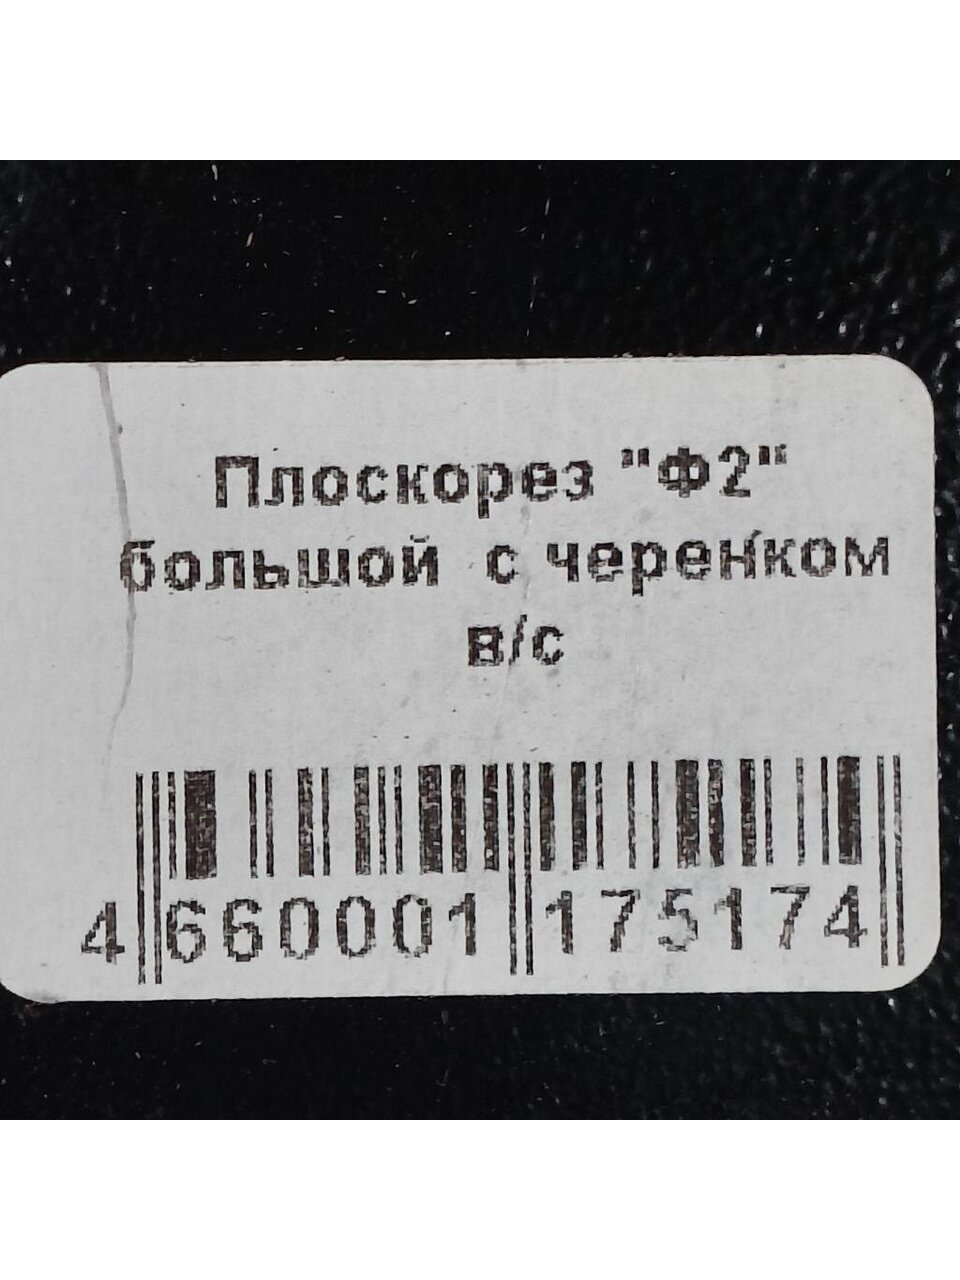 Плоскорез "Ф2"
большой с черенком
в/с
4 660001 175174